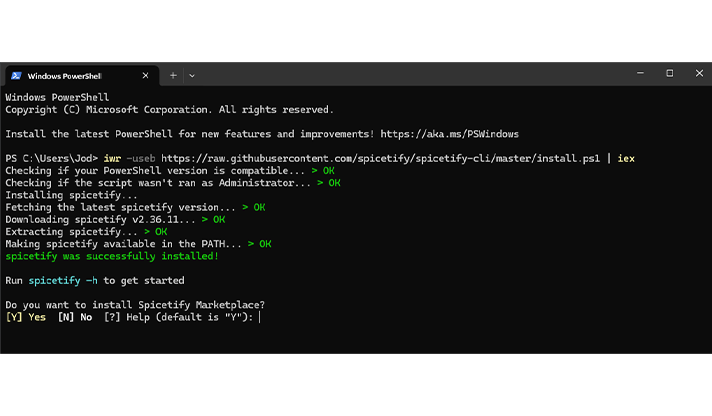 Windows PowerShell
Windows PowerShell
Copyright (C) Microsoft Corporation. All rights reserved.
Install the latest PowerShell for new features and improvements! https://aka.ms/PSWindows
PS C:\Users\Jod> iwr -useb https://raw.githubusercontent.com/spicetify/spicetify-cli/master/install.ps1 | iex
Checking if your PowerShell version is compatible... > OK
Checking if the script wasn't ran as Administrator... > OK
Installing spicetify...
Fetching the latest spicetify version... > OK
Downloading spicetify v2.36.11... > OK
Extracting spicetify... > OK
Making spicetify available in the PATH... > OK
spicetify was successfully installed!
Run spicetify -h to get started
Do you want to install Spicetify Marketplace?
[Y] Yes  [N] No  [?] Help (default is "Y"):